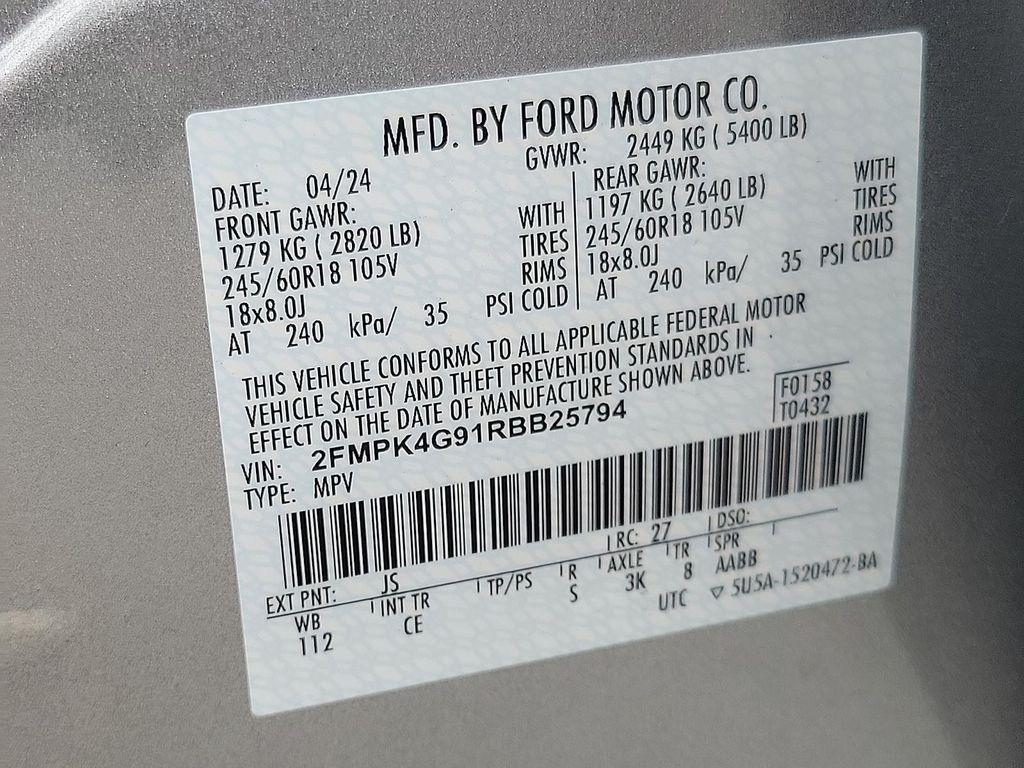 MFD. BY FORD MOTOR CO.
DATE: 04/24 GVWR: 2449 KG ( 5400 LB)
FRONT GAWR: REAR GAWR:
1279 KG ( 2820 LB) WITH 1197 KG ( 2640 LB) WITH
245/60R18 105V TIRES 245/60R18 105V TIRES
18x8.0J RIMS 18x8.0J RIMS
AT 240 kPa/ 35 PSI COLD AT 240 kPa/ 35 PSI COLD
THIS VEHICLE CONFORMS TO ALL APPLICABLE FEDERAL MOTOR
VEHICLE SAFETY AND THEFT PREVENTION STANDARDS IN
EFFECT ON THE DATE OF MANUFACTURE SHOWN ABOVE.
F0158
VIN: 2FMPK4G91RBB25794
T0432
TYPE: MPV
EXT PNT: JS RC: 27 DSO:
WB INT TR TP/PS R AXLE TR SPR
112 CE S 3K 8 AABB
UTC ▽ 5U5A-1520472-BA